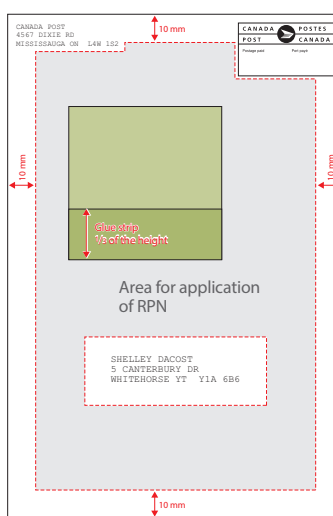 CANADA POST
4567 DIXIE RD
MISSISSAUGA ON L4W 1S2
10 mm
CANADA POSTES
POST CANADA
Postage paid Port payé
10 mm
10 mm
Glue strip
1/3 of the height
Area for application
of RPN
SHELLEY DACOST
5 CANTERBURY DR
WHITEHORSE YT Y1A 6B6
10 mm